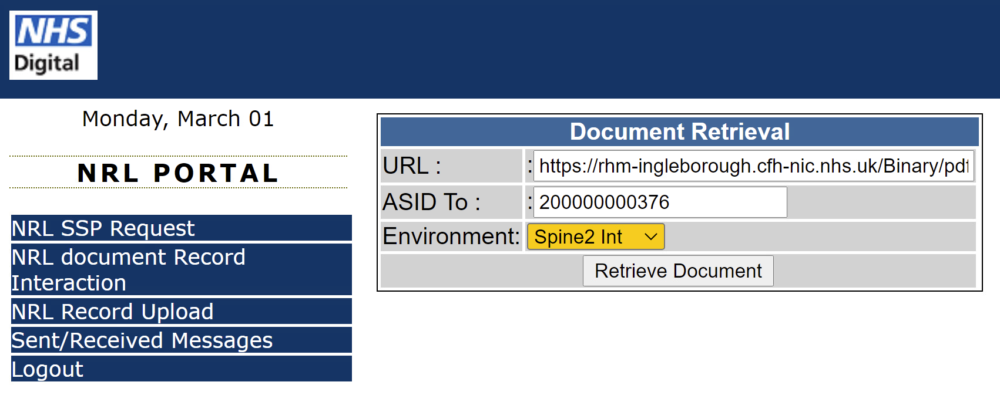 NHS
Digital
Monday, March 01
NRL PORTAL
NRL SSP Request
NRL document Record
Interaction
NRL Record Upload
Sent/Received Messages
Logout
Document Retrieval
URL : : https://rhm-ingleborough.cfh-nic.nhs.uk/Binary/pdf
ASID To : : 200000000376
Environment: Spine2 Int
Retrieve Document